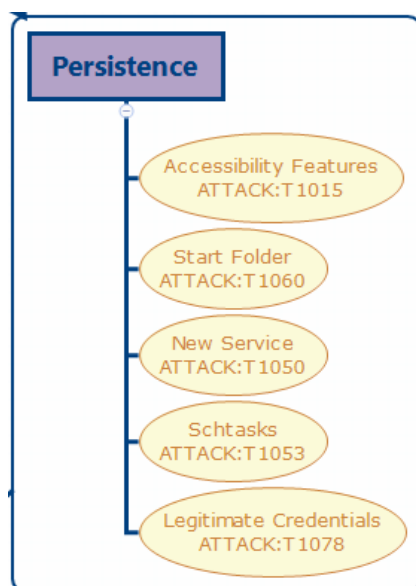 Persistence
Accessibility Features
ATTACK:T1015
Start Folder
ATTACK:T1060
New Service
ATTACK:T1050
Schtasks
ATTACK:T1053
Legitimate Credentials
ATTACK:T1078